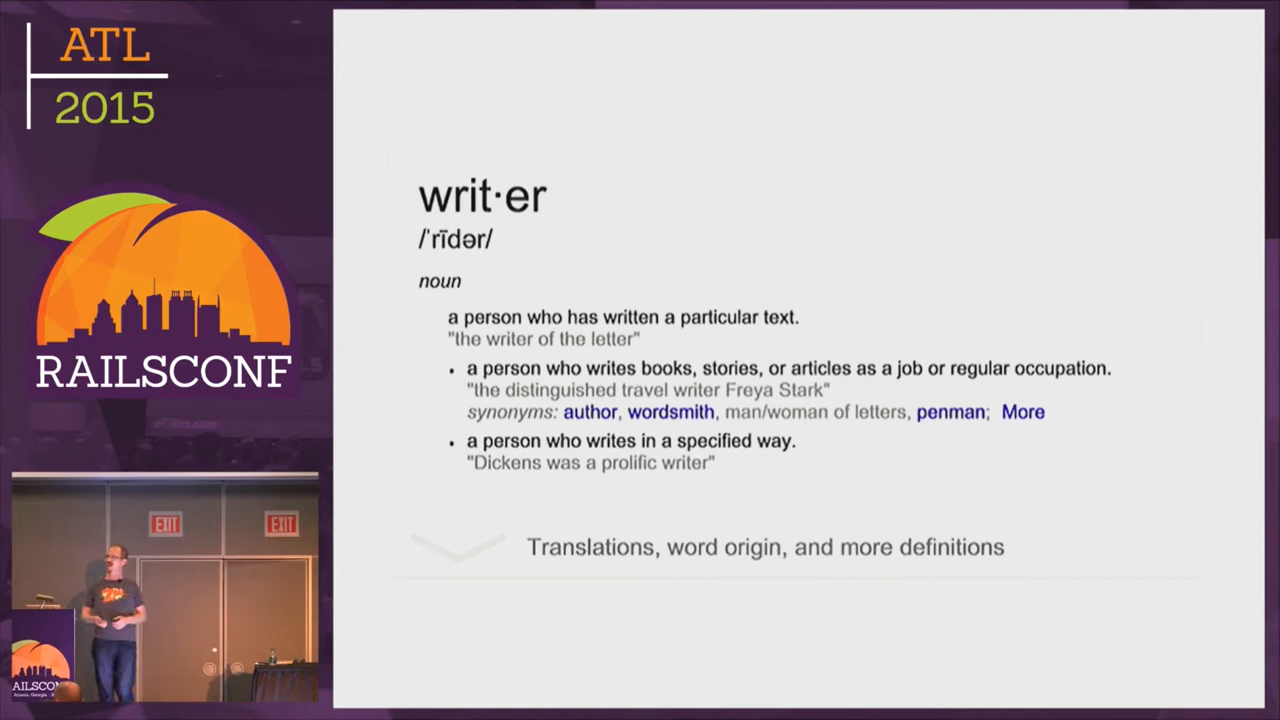 ATL
2015
RAILSCONF
writ·er
/ˈrīdər/
noun
a person who has written a particular text.
"the writer of the letter"
• a person who writes books, stories, or articles as a job or regular occupation.
"the distinguished travel writer Freya Stark"
synonyms: author, wordsmith, man/woman of letters, penman; More
• a person who writes in a specified way.
"Dickens was a prolific writer"
Translations, word origin, and more definitions
EXIT
EXIT
AILSCO
Atlanta Georgia